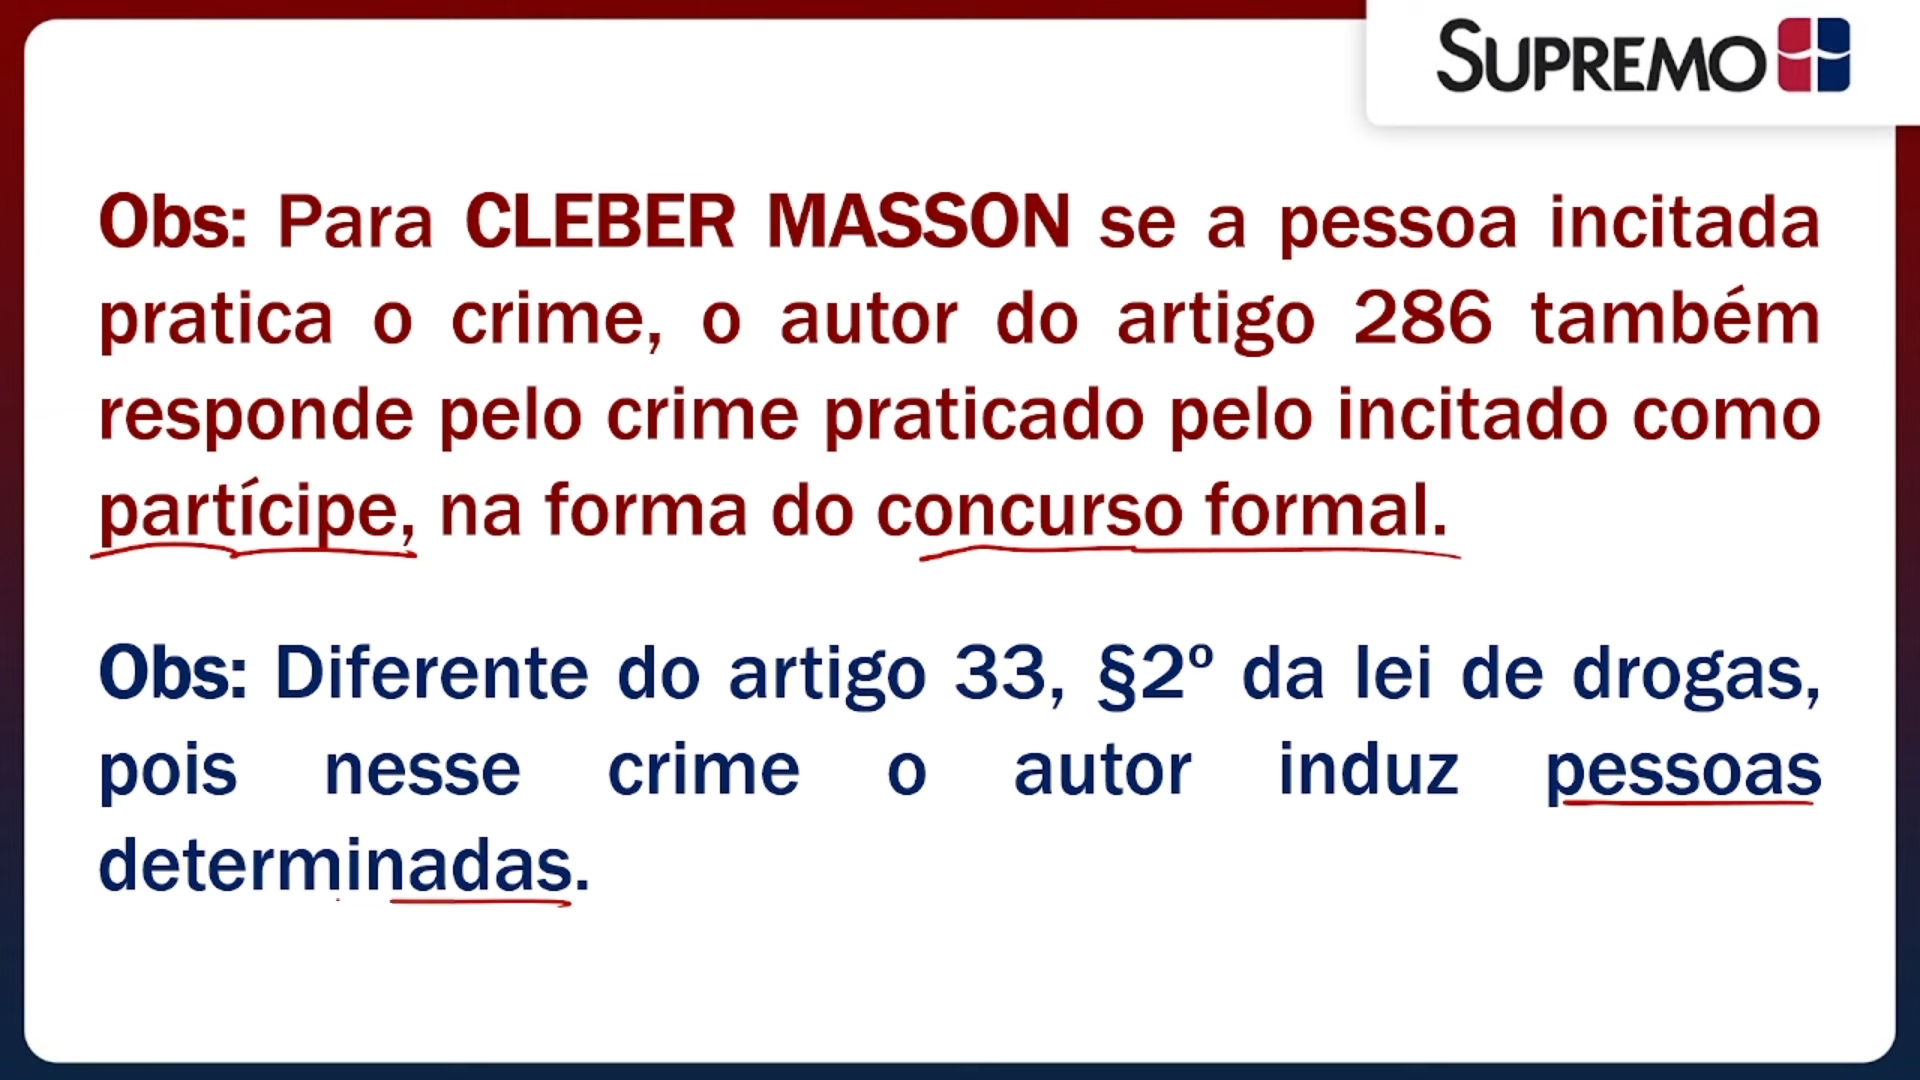 SUPREMO
Obs: Para CLEBER MASSON se a pessoa incitada
pratica o crime, o autor do artigo 286 também
responde pelo crime praticado pelo incitado como
partícipe, na forma do concurso formal.
Obs: Diferente do artigo 33, §2º da lei de drogas,
pois nesse crime o autor induz pessoas
determinadas.